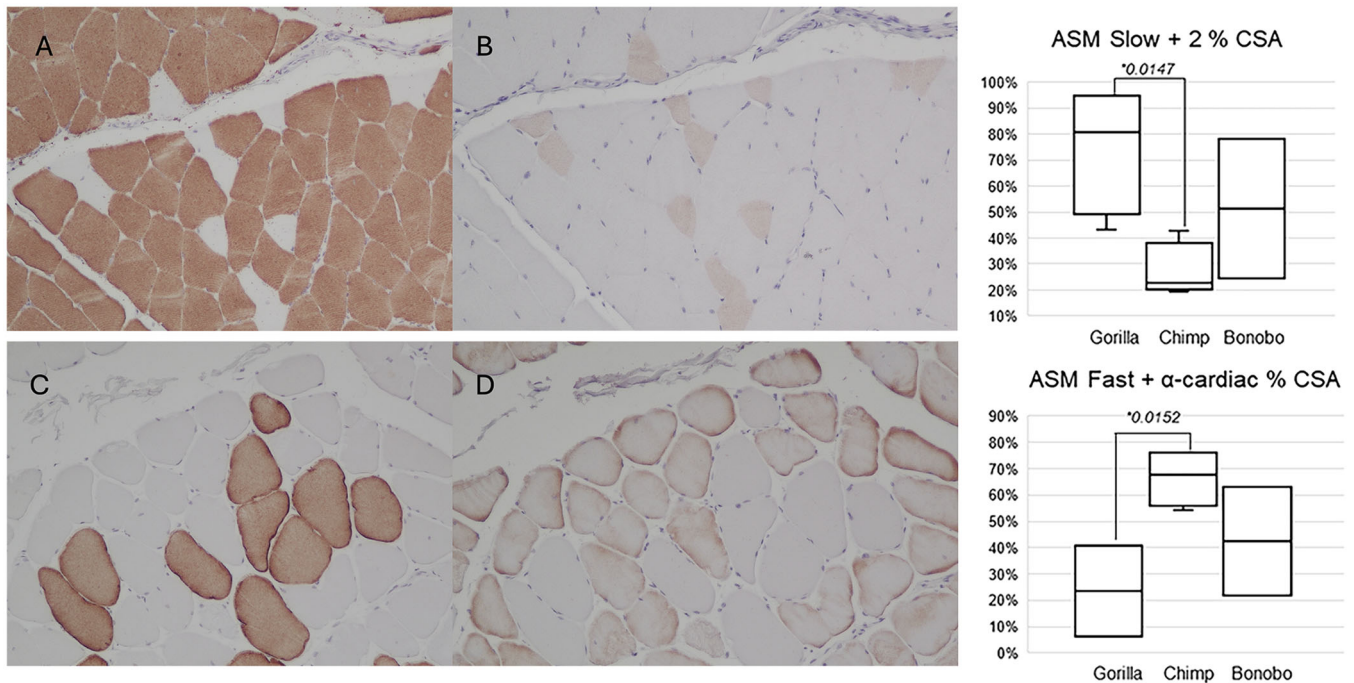 A
B
C
D
ASM Slow + 2 % CSA
*0.0147
100%
90%
80%
70%
60%
50%
40%
30%
20%
10%
Gorilla Chimp Bonobo
ASM Fast + α-cardiac % CSA
*0.0152
90%
80%
70%
60%
50%
40%
30%
20%
10%
0%
Gorilla Chimp Bonobo